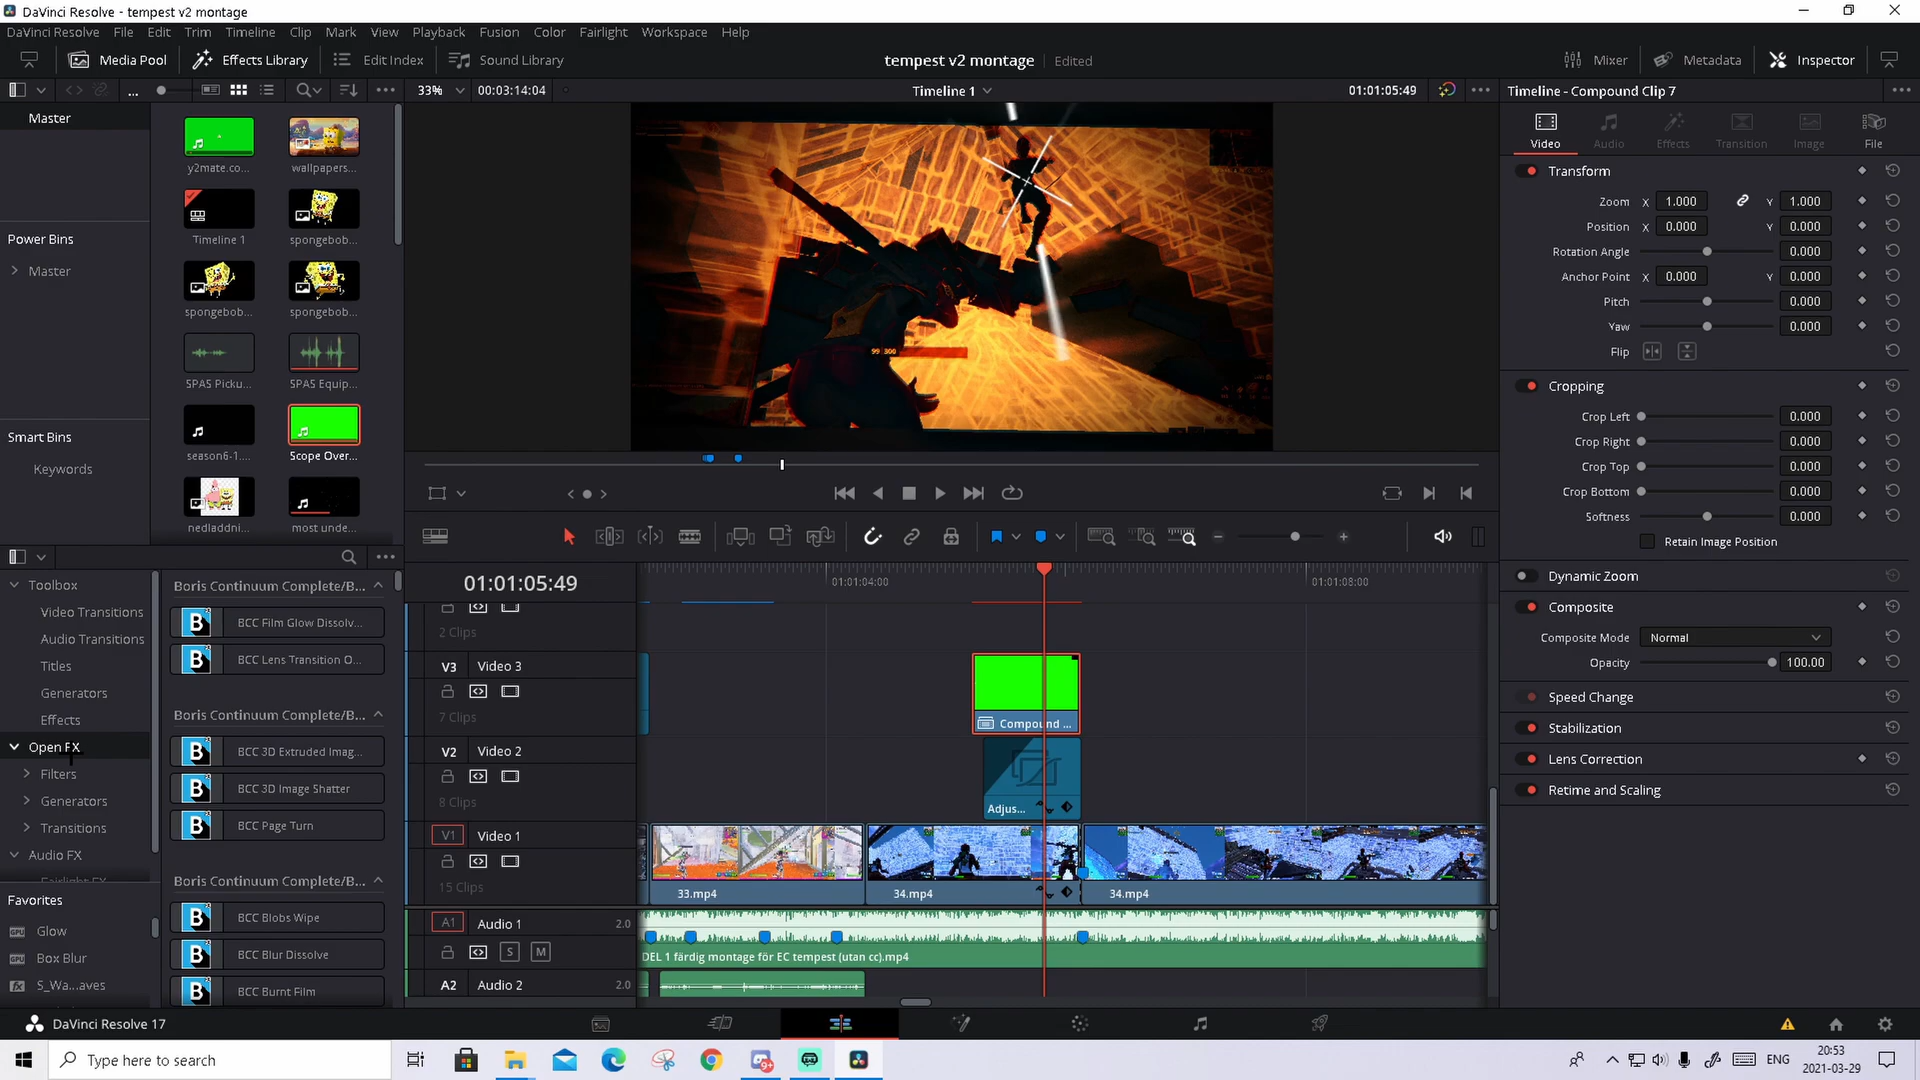 DaVinci Resolve - tempest v2 montage
DaVinci Resolve File Edit Trim Timeline Clip Mark View Playback Fusion Color Fairlight Workspace Help
Media Pool Effects Library Edit Index Sound Library
tempest v2 montage Edited
Mixer Metadata Inspector
33% 00:03:14:04 Timeline 1 01:01:05:49
Timeline - Compound Clip 7
Master
Power Bins
Master
Smart Bins
Keywords
y2mate.co... wallpapers...
Timeline 1 spongebob...
spongebob... spongebob...
SPAS Picku... SPAS Equip...
season6-1.... Scope Over...
nedladdni... most unde...
99 300
Video Audio Effects Transition Image File
Transform
Zoom X 1.000 Y 1.000
Position X 0.000 Y 0.000
Rotation Angle 0.000
Anchor Point X 0.000 Y 0.000
Pitch 0.000
Yaw 0.000
Flip
Cropping
Crop Left 0.000
Crop Right 0.000
Crop Top 0.000
Crop Bottom 0.000
Softness 0.000
Retain Image Position
Dynamic Zoom
Composite
Composite Mode Normal
Opacity 100.00
Speed Change
Stabilization
Lens Correction
Retime and Scaling
Toolbox
Video Transitions
Audio Transitions
Titles
Generators
Effects
Open FX
Filters
Generators
Transitions
Audio FX
Favorites
Glow
Box Blur
S_Wa...aves
Boris Continuum Complete/B...
BCC Film Glow Dissolv...
BCC Lens Transition O...
Boris Continuum Complete/B...
BCC 3D Extruded Imag...
BCC 3D Image Shatter
BCC Page Turn
Boris Continuum Complete/B...
BCC Blobs Wipe
BCC Blur Dissolve
BCC Burnt Film
01:01:05:49
01:01:04:00 01:01:08:00
2 Clips
V3 Video 3
7 Clips
Compound ...
V2 Video 2
8 Clips
Adjus...
V1 Video 1
15 Clips
33.mp4 34.mp4 34.mp4
A1 Audio 1 2.0
S M
DEL 1 färdig montage för EC tempest (utan cc).mp4
A2 Audio 2 2.0
DaVinci Resolve 17
Type here to search
9+
ENG
20:53
2021-03-29